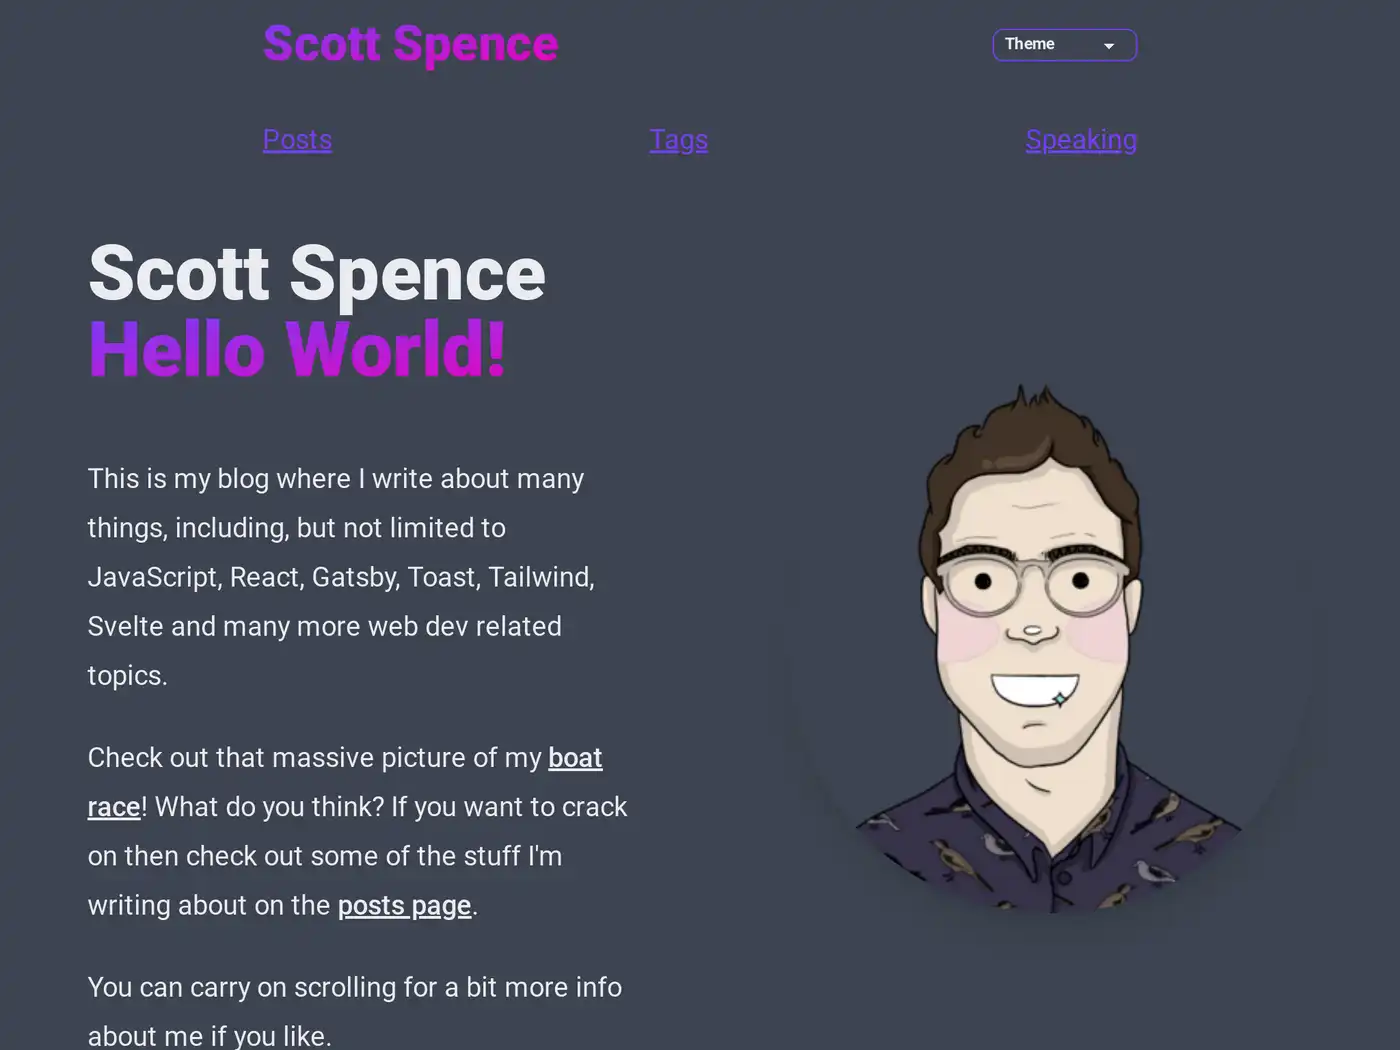 Scott Spence
Theme
Posts
Tags
Speaking
Scott Spence
Hello World!
This is my blog where I write about many
things, including, but not limited to
JavaScript, React, Gatsby, Toast, Tailwind,
Svelte and many more web dev related
topics.
Check out that massive picture of my boat
race! What do you think? If you want to crack
on then check out some of the stuff I'm
writing about on the posts page.
You can carry on scrolling for a bit more info
about me if you like.